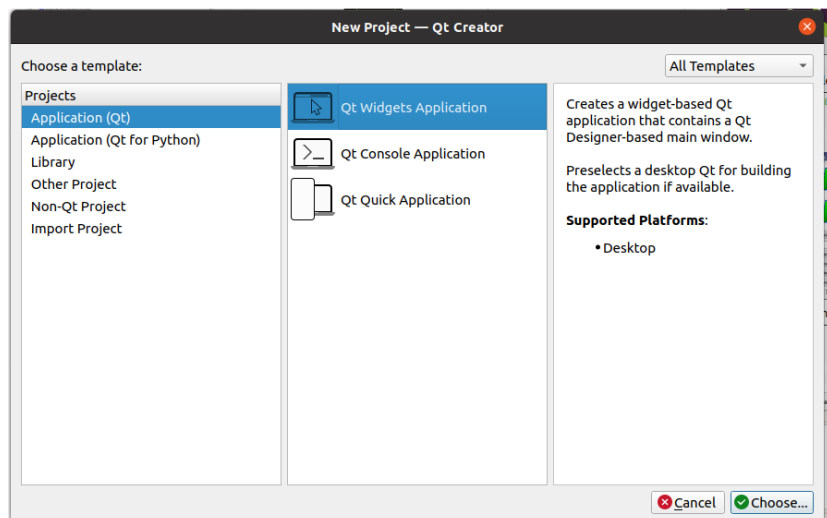 New Project — Qt Creator
Choose a template:
All Templates
Projects
Application (Qt)
Application (Qt for Python)
Library
Other Project
Non-Qt Project
Import Project
Qt Widgets Application
Qt Console Application
Qt Quick Application
Creates a widget-based Qt
application that contains a Qt
Designer-based main window.
Preselects a desktop Qt for building
the application if available.
Supported Platforms:
• Desktop
Cancel
Choose...